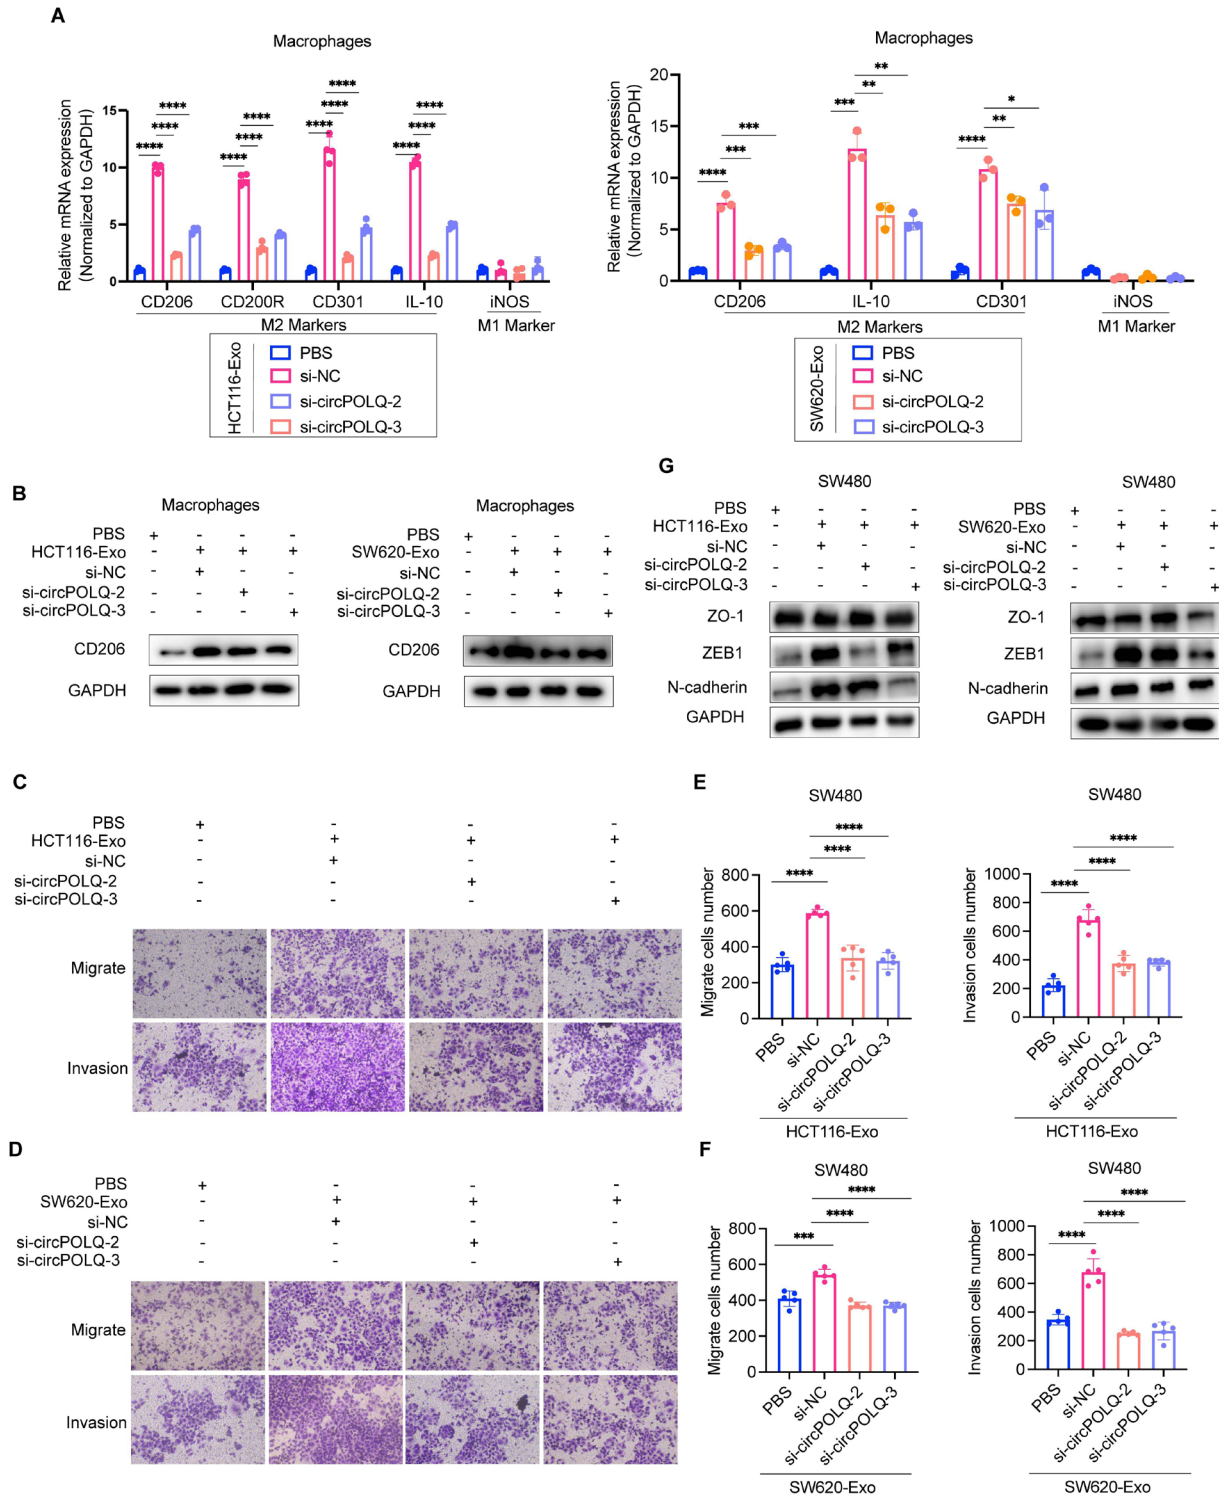 A
Macrophages
Relative mRNA expression
(Normalized to GAPDH)
15
10
5
0
**** **** ****
**** **** ****
**** **** ****
**** **** ****
CD206 CD200R CD301 IL-10 iNOS
M2 Markers M1 Marker
HCT116-Exo
PBS
si-NC
si-circPOLQ-2
si-circPOLQ-3
Macrophages
Relative mRNA expression
(Normalized to GAPDH)
20
15
10
5
0
**** *** ***
*** ** **
**** ** *
CD206 IL-10 CD301 iNOS
M2 Markers M1 Marker
SW620-Exo
PBS
si-NC
si-circPOLQ-2
si-circPOLQ-3
B
Macrophages
PBS + - - -
HCT116-Exo - + + +
si-NC - + - -
si-circPOLQ-2 - - + -
si-circPOLQ-3 - - - +
CD206
GAPDH
Macrophages
PBS + - - -
SW620-Exo - + + +
si-NC - + - -
si-circPOLQ-2 - - + -
si-circPOLQ-3 - - - +
CD206
GAPDH
G
SW480
PBS + - - -
HCT116-Exo - + + +
si-NC - + - -
si-circPOLQ-2 - - + -
si-circPOLQ-3 - - - +
ZO-1
ZEB1
N-cadherin
GAPDH
SW480
PBS + - - -
SW620-Exo - + + +
si-NC - + - -
si-circPOLQ-2 - - + -
si-circPOLQ-3 - - - +
ZO-1
ZEB1
N-cadherin
GAPDH
C
PBS + - - -
HCT116-Exo - + + +
si-NC - + - -
si-circPOLQ-2 - - + -
si-circPOLQ-3 - - - +
Migrate
Invasion
E
SW480
Migrate cells number
800
600
400
200
0
****
****
****
PBS
si-NC
si-circPOLQ-2
si-circPOLQ-3
HCT116-Exo
SW480
Invasion cells number
1000
800
600
400
200
0
****
****
****
PBS
si-NC
si-circPOLQ-2
si-circPOLQ-3
HCT116-Exo
D
PBS + - - -
SW620-Exo - + + +
si-NC - + - -
si-circPOLQ-2 - - + -
si-circPOLQ-3 - - - +
Migrate
Invasion
F
SW480
Migrate cells number
800
600
400
200
0
****
****
***
PBS
si-NC
si-circPOLQ-2
si-circPOLQ-3
SW620-Exo
SW480
Invasion cells number
1000
800
600
400
200
0
****
****
****
PBS
si-NC
si-circPOLQ-2
si-circPOLQ-3
SW620-Exo